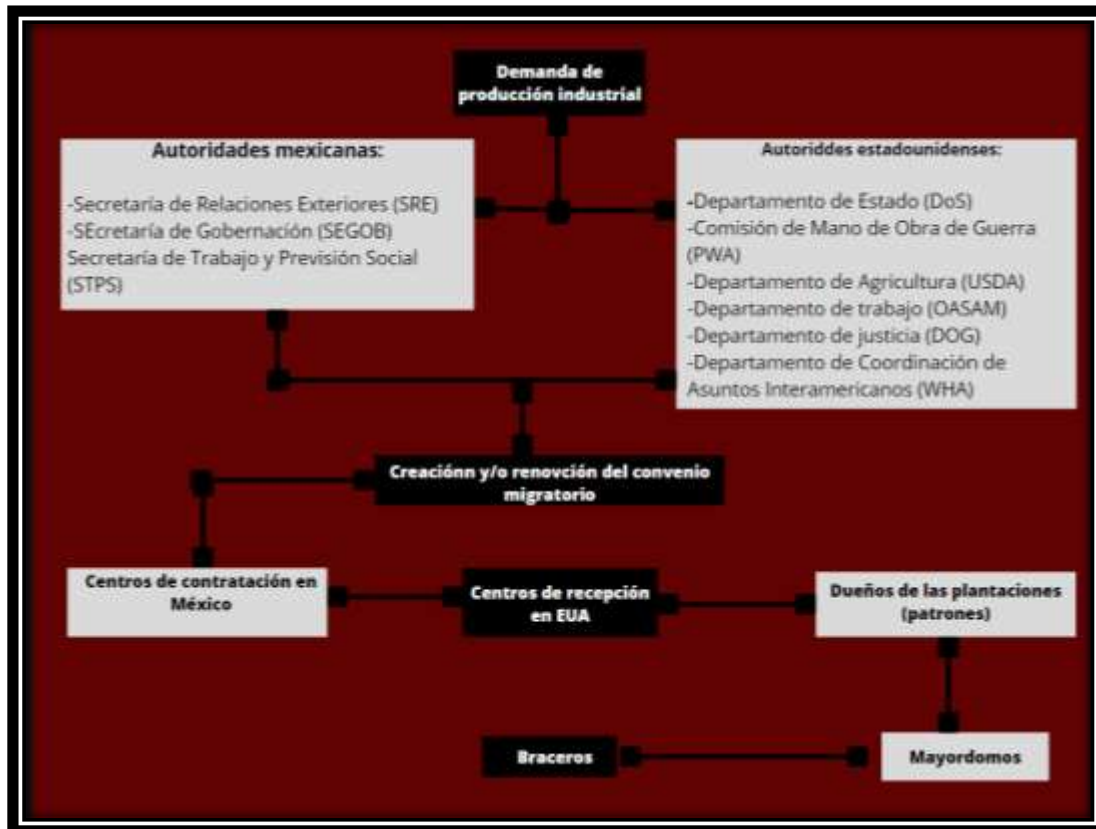 Demanda de
producción industrial
Autoridades mexicanas:
-Secretaría de Relaciones Exteriores (SRE)
-SEcretaría de Gobernación (SEGOB)
Secretaría de Trabajo y Previsión Social
(STPS)
Autoriddes estadounidenses:
-Departamento de Estado (DoS)
-Comisión de Mano de Obra de Guerra
(PWA)
-Departamento de Agricultura (USDA)
-Departamento de trabajo (OASAM)
-Departamento de justicia (DOG)
-Departamento de Coordinación de
Asuntos Interamericanos (WHA)
Creaciónn y/o renovción del convenio
migratorio
Centros de contratación en
México
Centros de recepción
en EUA
Dueños de las plantaciones
(patrones)
Braceros
Mayordomos